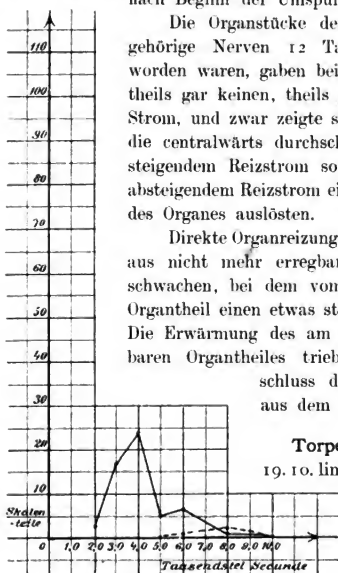 nach Beginn der Umspül
Die Organstücke de
gehörige Nerven 12 Ta
worden waren, gaben bei
theils gar keinen, theils
Strom, und zwar zeigte s
die centralwärts durchsch
steigendem Reizstrom so
absteigendem Reizstrom ei
des Organes auslösten.
Direkte Organreizung
aus nicht mehr erregbar
schwachen, bei dem von
Organtheil einen etwas st
Die Erwärmung des am
baren Organtheiles trieb
schluss d
aus dem
Torpe
19. 10. lin
110
100
90
80
70
60
50
40
30
20
10
Skalen
-teile
0 1,0 2,0 3,0 4,0 5,0 6,0 7,0 8,0 9,0 10,0
Tausendstel Secunde